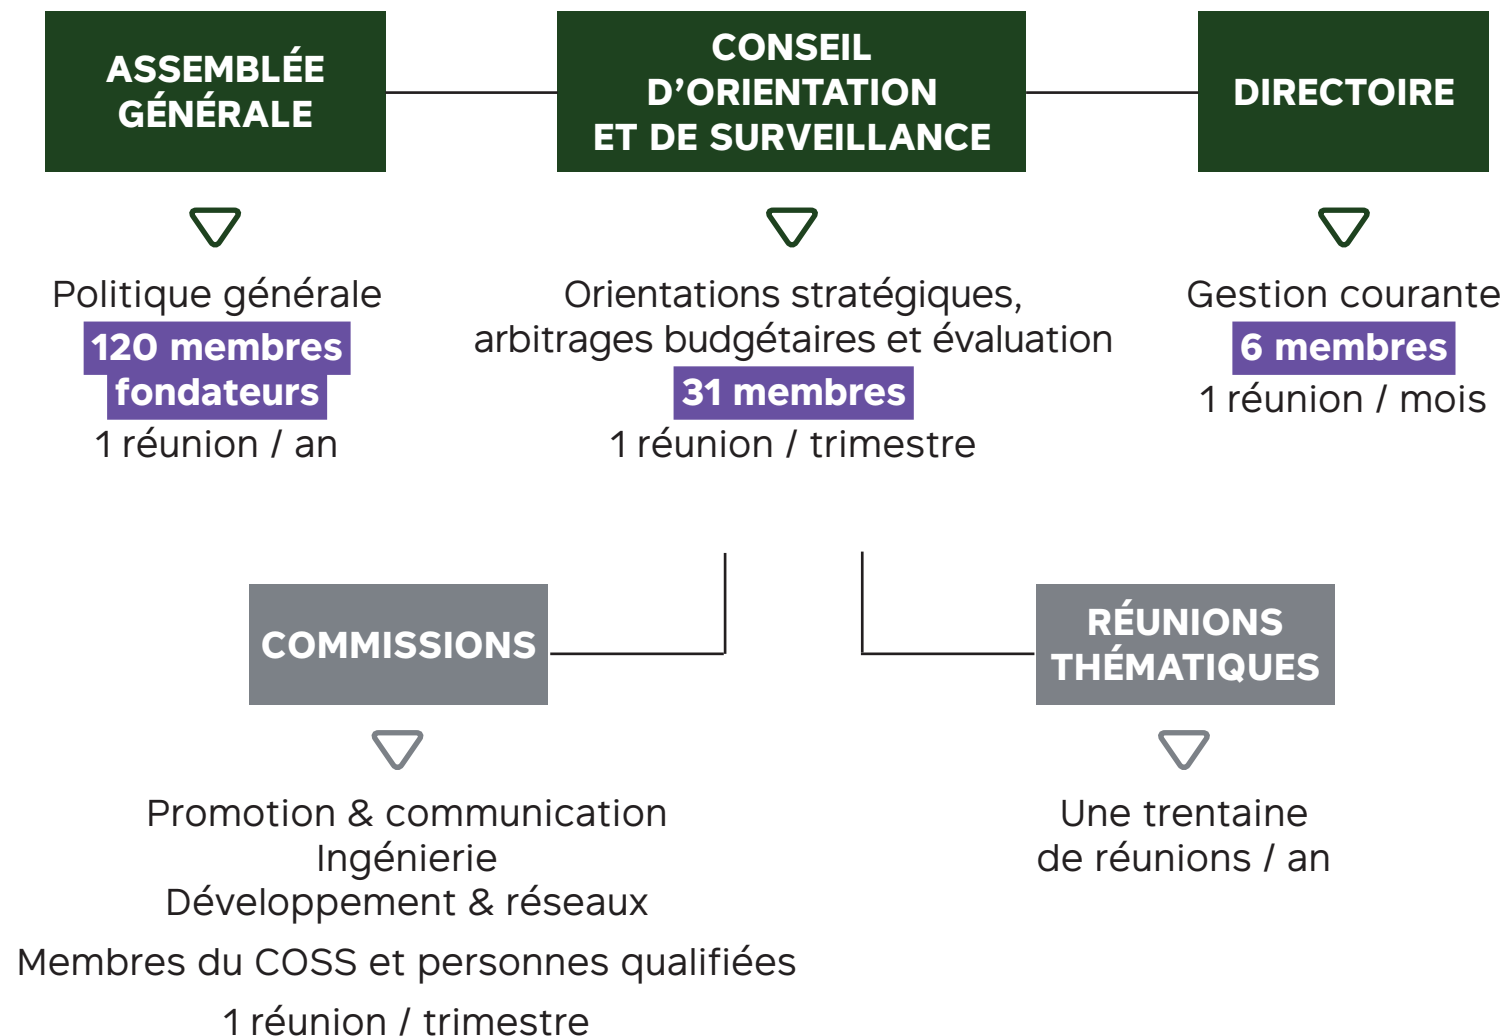 ASSEMBLÉE
GÉNÉRALE
CONSEIL
D’ORIENTATION
ET DE SURVEILLANCE
DIRECTOIRE
Politique générale
120 membres
fondateurs
1 réunion / an
Orientations stratégiques,
arbitrages budgétaires et évaluation
31 membres
1 réunion / trimestre
Gestion courante
6 membres
1 réunion / mois
COMMISSIONS
RÉUNIONS
THÉMATIQUES
Promotion & communication
Ingénierie
Développement & réseaux
Membres du COSS et personnes qualifiées
1 réunion / trimestre
Une trentaine
de réunions / an